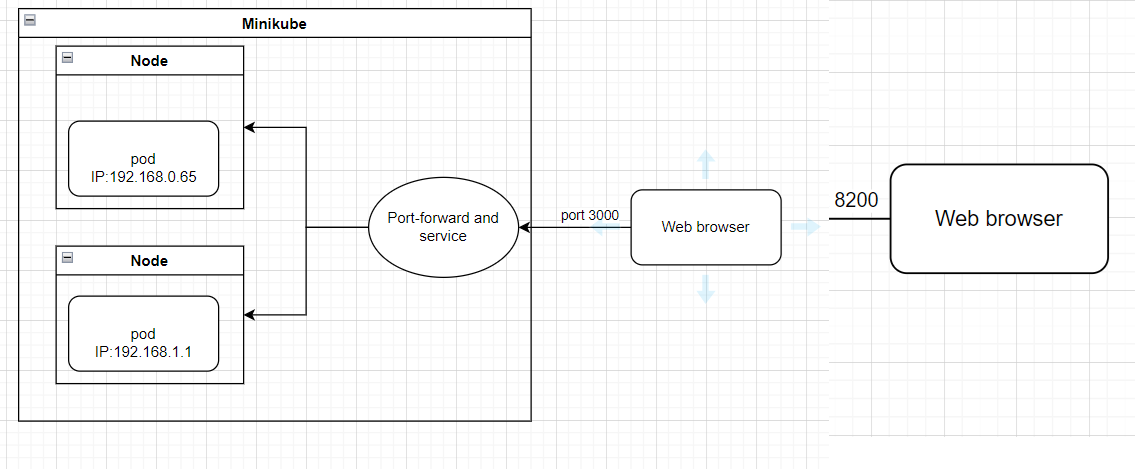 Minikube
Node
pod
IP:192.168.0.65
Node
pod
IP:192.168.1.1
Port-forward and
service
port 3000
Web browser
8200
Web browser